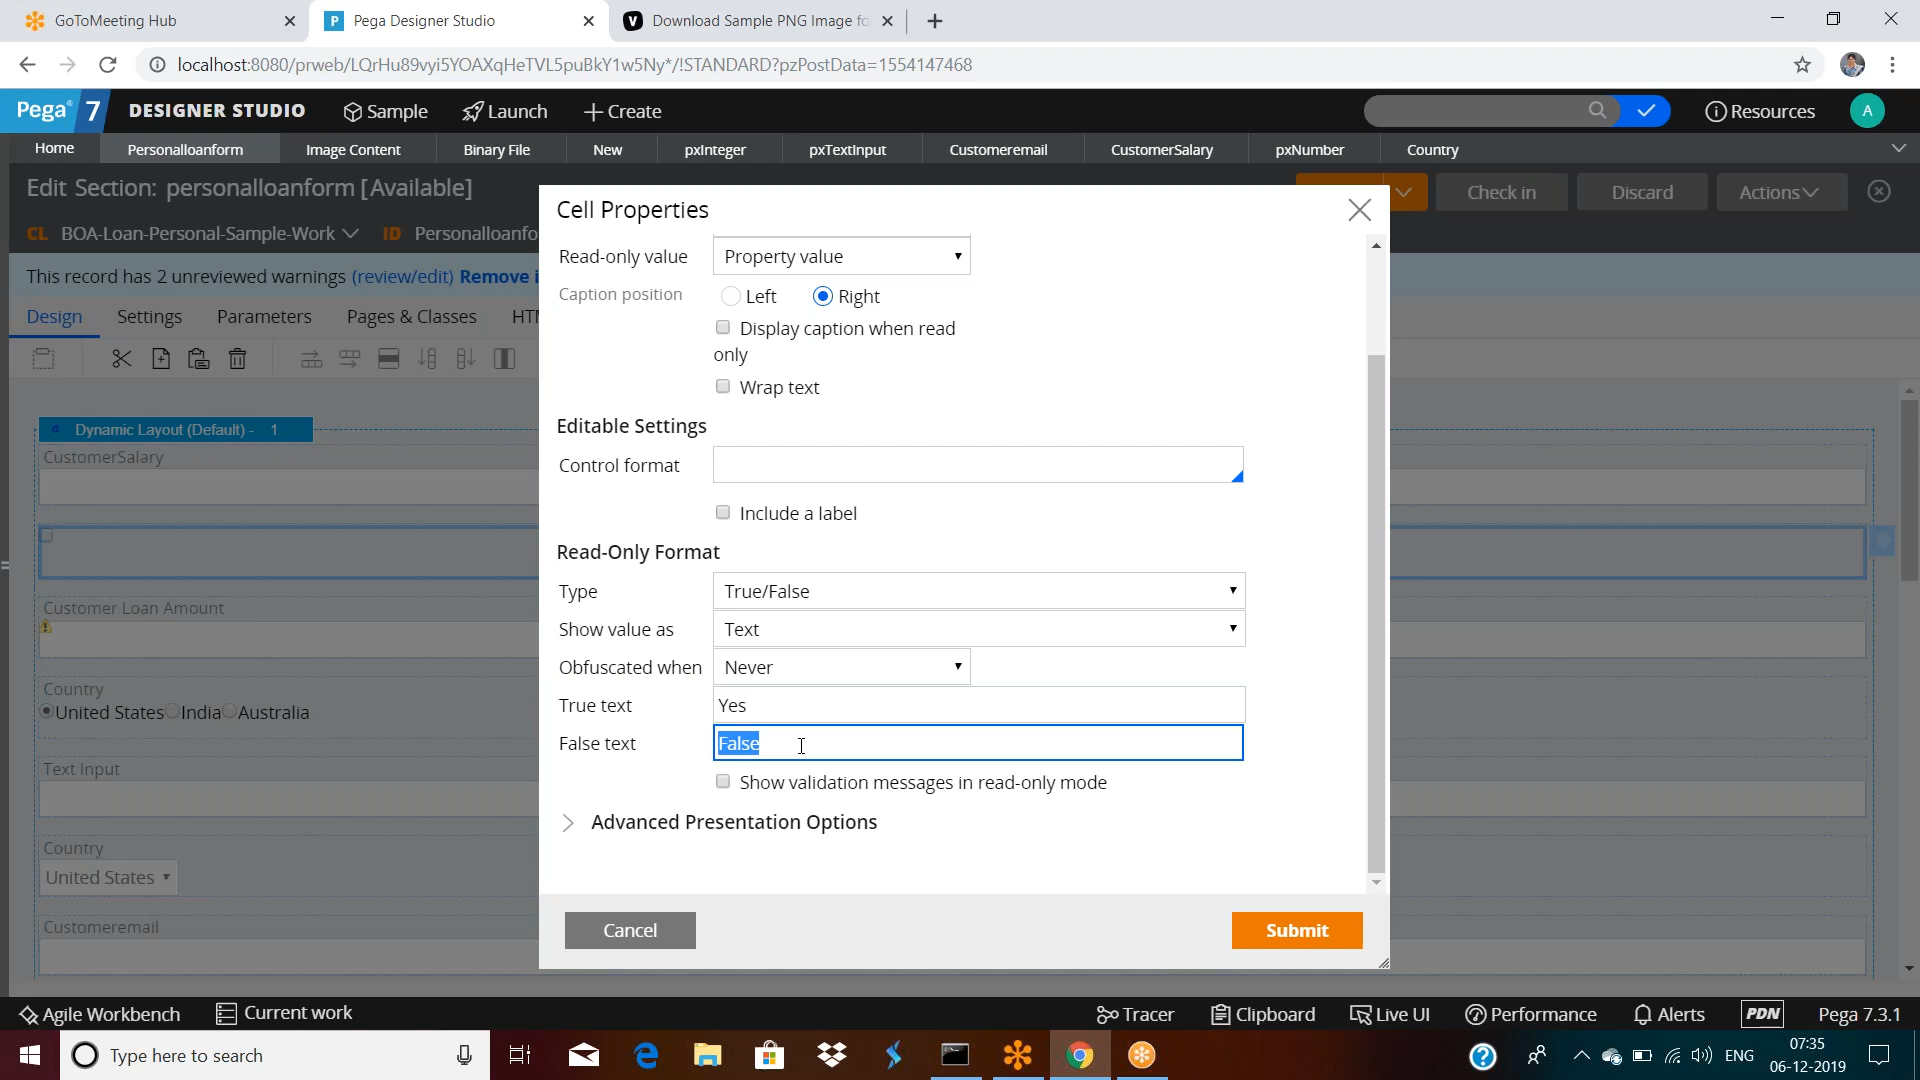 GoToMeeting Hub
Pega Designer Studio
Download Sample PNG Image fo
localhost:8080/prweb/LQrHu89vyi5YOAXqHeTVL5puBkY1w5Ny*/!STANDARD?pzPostData=1554147468
Pega 7 DESIGNER STUDIO Sample Launch Create Resources A
Home Personalloanform Image Content Binary File New pxInteger pxTextInput Customeremail CustomerSalary pxNumber Country
Edit Section: personalloanform [Available] Check in Discard Actions
CL BOA-Loan-Personal-Sample-Work ID Personalloanfo
This record has 2 unreviewed warnings (review/edit) Remove
Design Settings Parameters Pages & Classes
Dynamic Layout (Default) - 1
CustomerSalary
Customer Loan Amount
Country
United States India Australia
Text Input
Country
United States
Customeremail
Cell Properties
Read-only value Property value
Caption position Left Right
Display caption when read
only
Wrap text
Editable Settings
Control format
Include a label
Read-Only Format
Type True/False
Show value as Text
Obfuscated when Never
True text Yes
False text False
Show validation messages in read-only mode
Advanced Presentation Options
Cancel Submit
Agile Workbench Current work Tracer Clipboard Live UI Performance Alerts PDN Pega 7.3.1
Type here to search ENG 07:35
06-12-2019